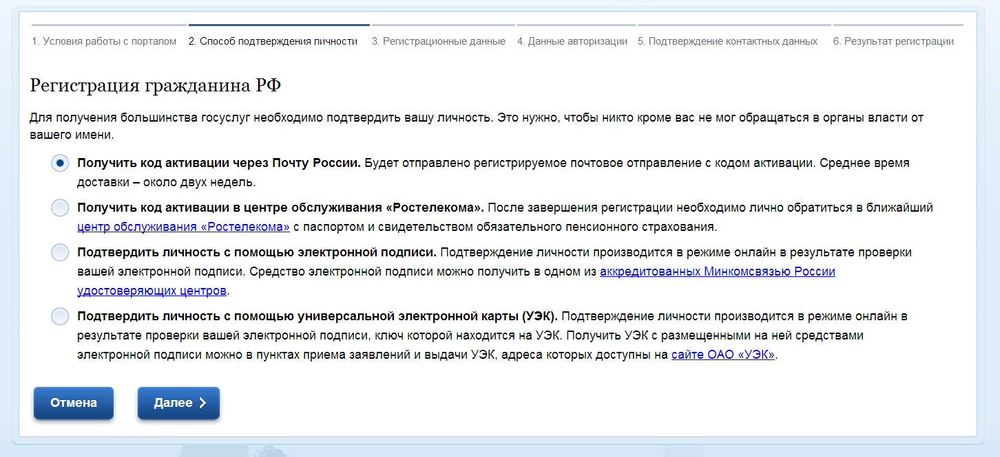 1. Условия работы с порталом 2. Способ подтверждения личности 3. Регистрационные данные 4. Данные авторизации 5. Подтверждение контактных данных 6. Результат регистрации
Регистрация гражданина РФ
Для получения большинства госуслуг необходимо подтвердить вашу личность. Это нужно, чтобы никто кроме вас не мог обращаться в органы власти от
вашего имени.
Получить код активации через Почту России. Будет отправлено регистрируемое почтовое отправление с кодом активации. Среднее время
доставки – около двух недель.
Получить код активации в центре обслуживания «Ростелекома». После завершения регистрации необходимо лично обратиться в ближайший
центр обслуживания «Ростелекома» с паспортом и свидетельством обязательного пенсионного страхования.
Подтвердить личность с помощью электронной подписи. Подтверждение личности производится в режиме онлайн в результате проверки
вашей электронной подписи. Средство электронной подписи можно получить в одном из аккредитованных Минкомсвязью России
удостоверяющих центров.
Подтвердить личность с помощью универсальной электронной карты (УЭК). Подтверждение личности производится в режиме онлайн в
результате проверки вашей электронной подписи, ключ которой находится на УЭК. Получить УЭК с размещенными на ней средствами
электронной подписи можно в пунктах приема заявлений и выдачи УЭК, адреса которых доступны на сайте ОАО «УЭК».
Отмена Далее